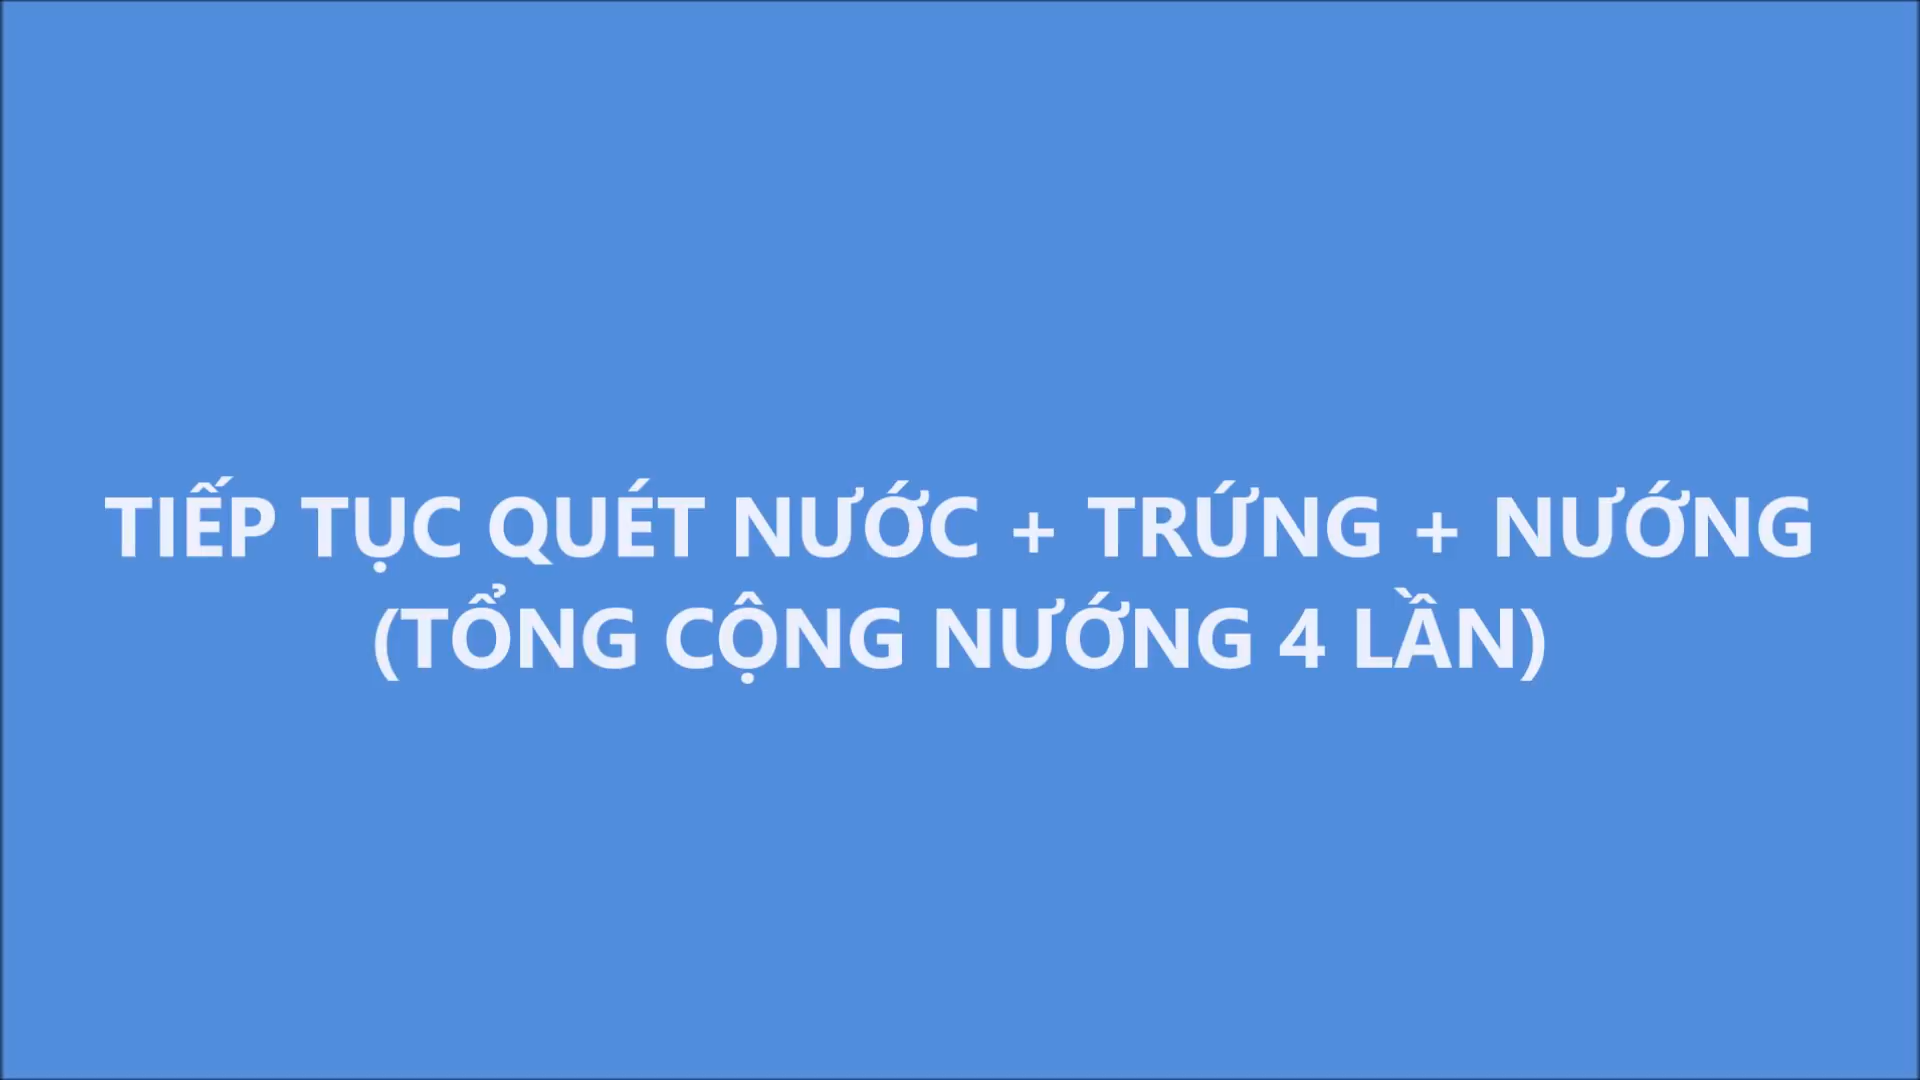 TIẾP TỤC QUÉT NƯỚC + TRỨNG + NƯỚNG
(TỔNG CỘNG NƯỚNG 4 LẦN)